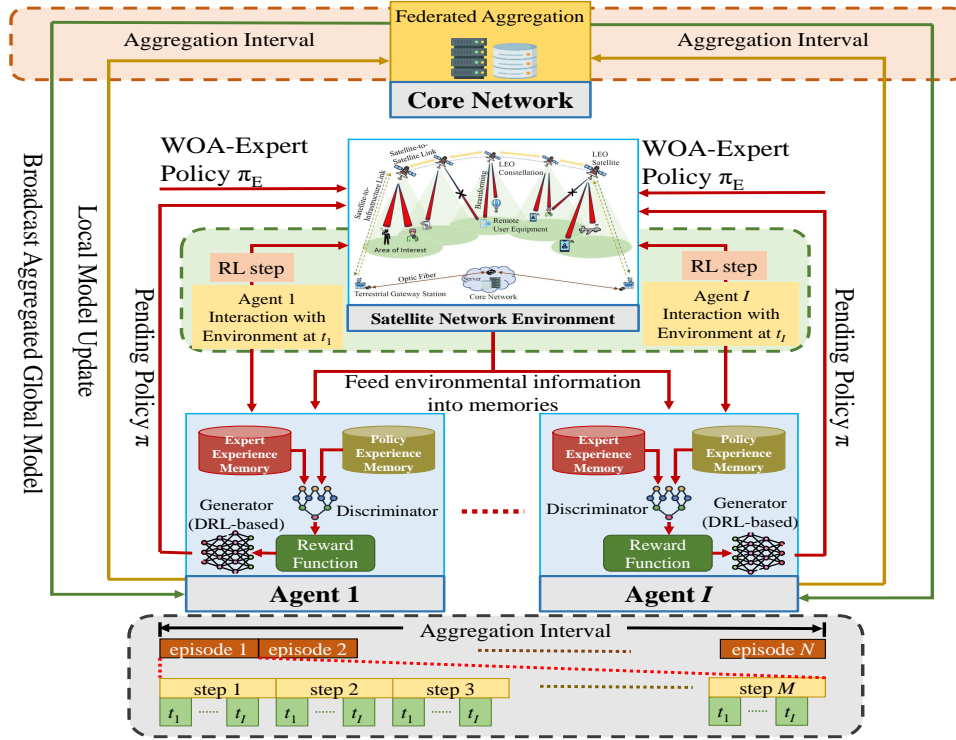 Federated Aggregation
Aggregation Interval
Aggregation Interval
Core Network
WOA-Expert
Policy π_E
WOA-Expert
Policy π_E
Satellite-to-
Satellite Link
LEO
Constellation
LEO
Satellite
Satellite-to-
Infrastructure Link
Beamforming
Remote
User Equipment
Area of Interest
Optic Fiber
Server
Terrestrial Gateway Station
Core Network
Satellite Network Environment
Broadcast Aggregated Global Model
Local Model Update
Pending Policy π
Pending Policy π
RL step
Agent 1
Interaction with
Environment at t_1
RL step
Agent I
Interaction with
Environment at t_I
Feed environmental information
into memories
Expert
Experience
Memory
Policy
Experience
Memory
Generator
(DRL-based)
Discriminator
Reward
Function
Agent 1
Expert
Experience
Memory
Policy
Experience
Memory
Discriminator
Generator
(DRL-based)
Reward
Function
Agent I
Aggregation Interval
episode 1
episode 2
episode N
step 1
step 2
step 3
step M
t_1 ...... t_I
t_1 ...... t_I
t_1 ...... t_I
t_1 ...... t_I